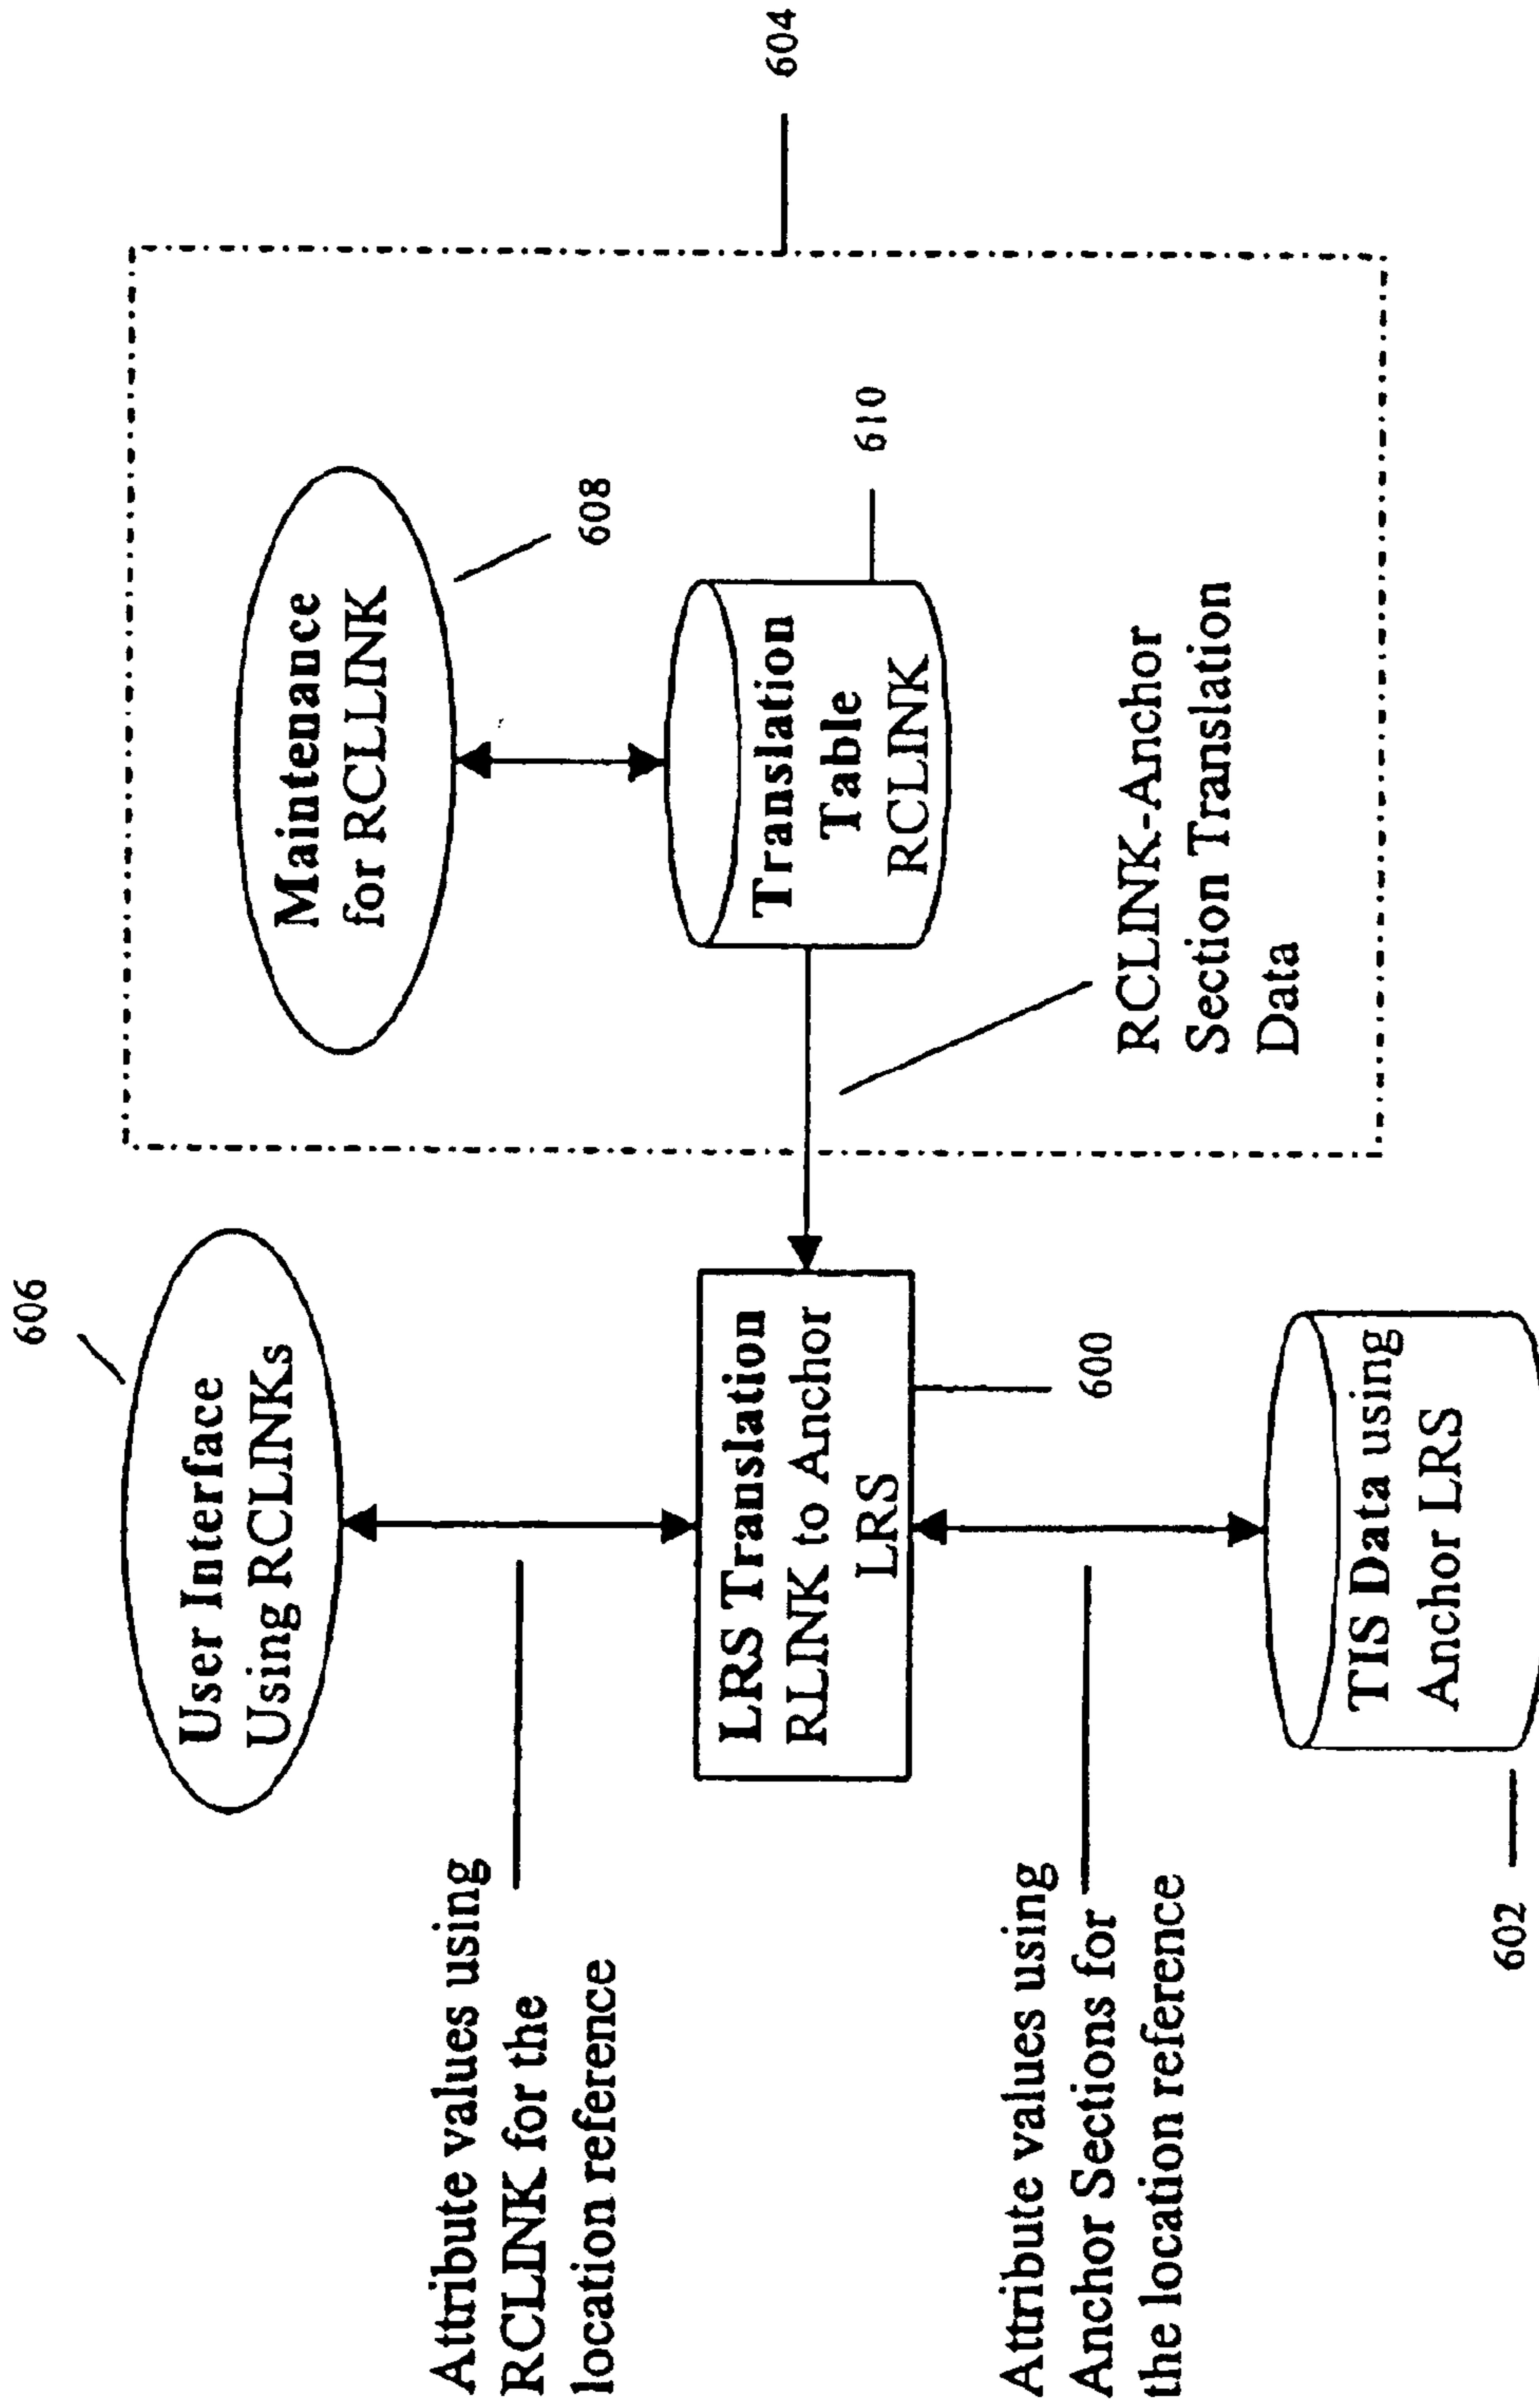 606
User Interface
Using RCLINKs
Attribute values using
RCLINK for the
location reference
LRS Translation
RLINK to Anchor
LRS
600
Attribute values using
Anchor Sections for
the location reference
TIS Data using
Anchor LRS
602
604
Maintenance
for RCLLINK
608
Translation
Table
RCLINK
610
RCLINK-Anchor
Section Translation
Data